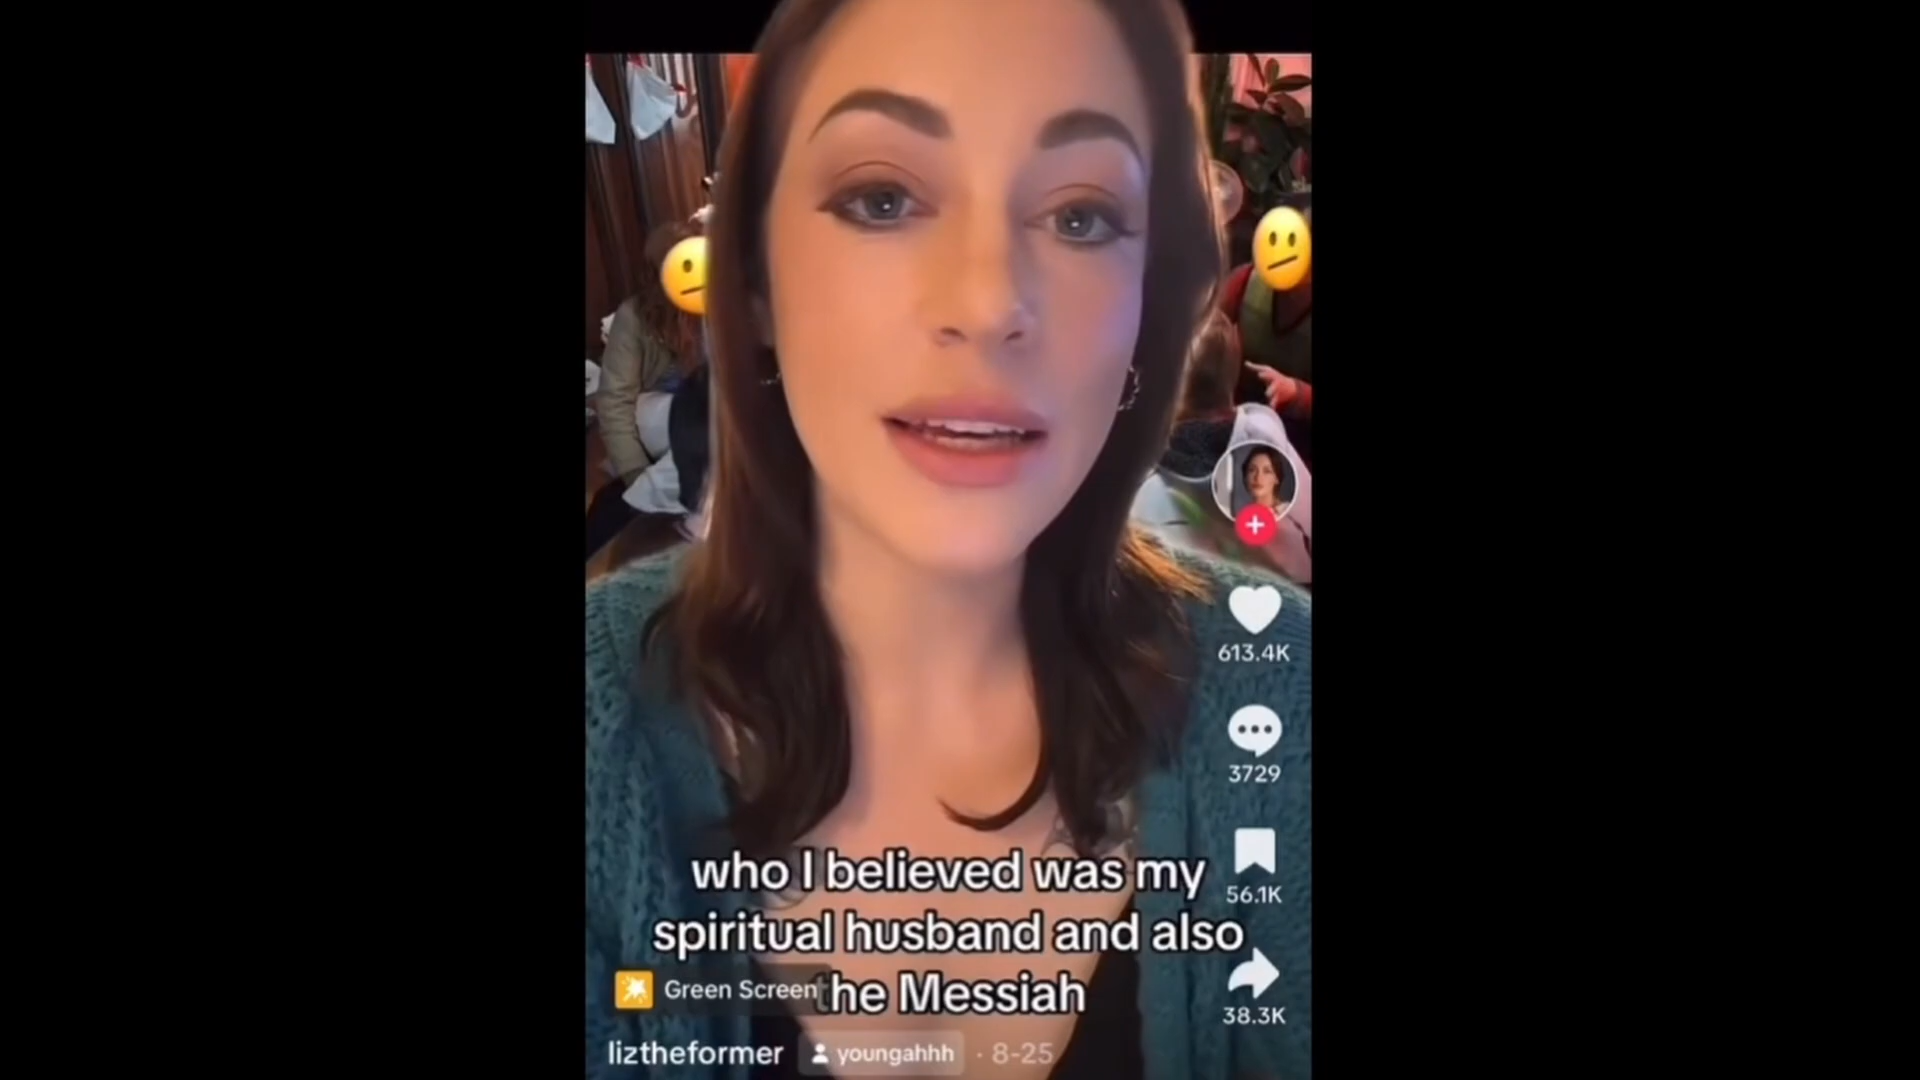 613.4K
3729
56.1K
38.3K
who I believed was my
spiritual husband and also
the Messiah
Green Screen
liztheformer youngahhh · 8-25